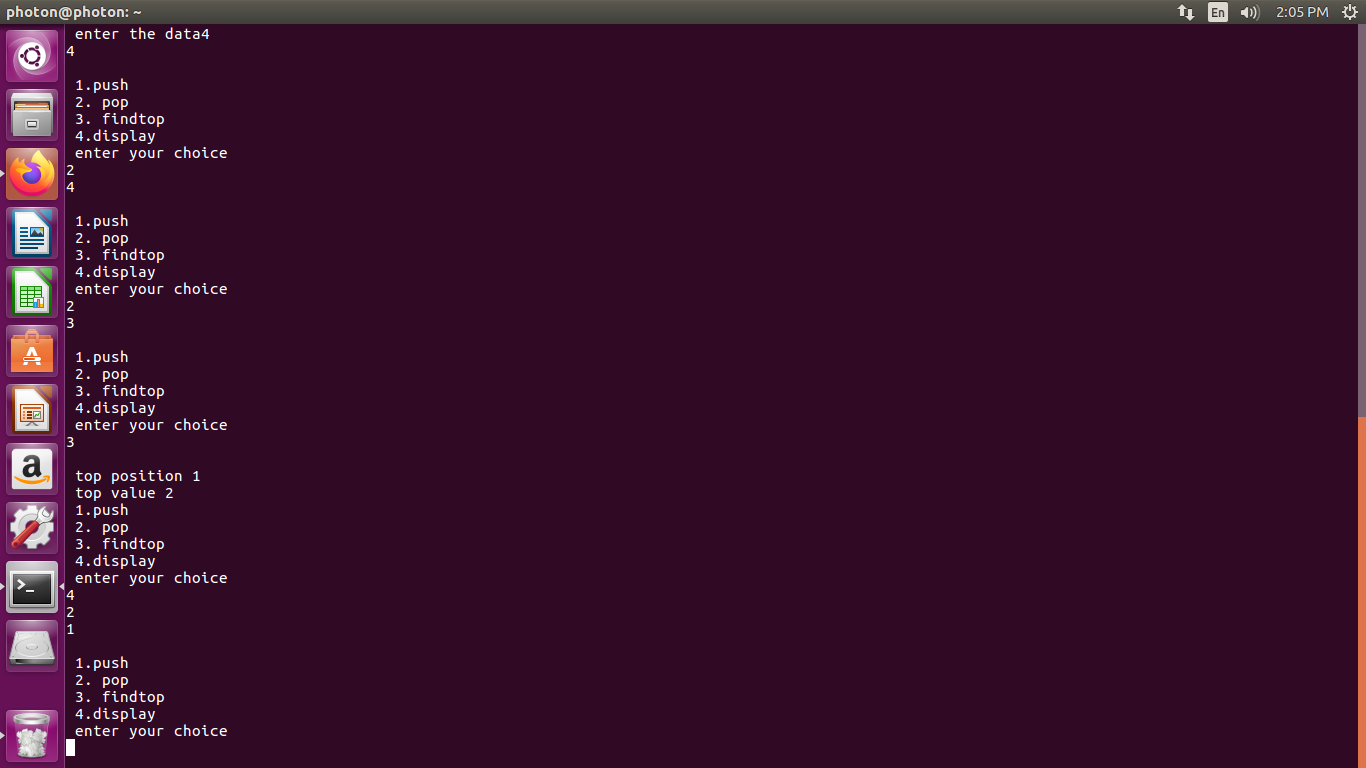 photon@photon: ~
En
2:05 PM
enter the data4
4
1.push
2. pop
3. findtop
4.display
enter your choice
2
4
1.push
2. pop
3. findtop
4.display
enter your choice
2
3
1.push
2. pop
3. findtop
4.display
enter your choice
3
top position 1
top value 2
1.push
2. pop
3. findtop
4.display
enter your choice
4
2
1
1.push
2. pop
3. findtop
4.display
enter your choice